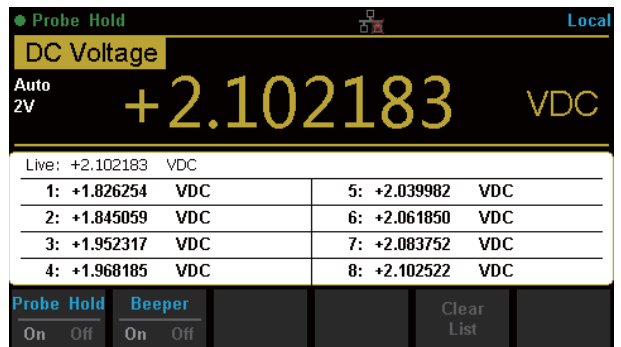 Probe Hold Local
DC Voltage
Auto
2V
+2.102183 VDC
Live: +2.102183 VDC
1: +1.826254 VDC
2: +1.845059 VDC
3: +1.952317 VDC
4: +1.968185 VDC
5: +2.039982 VDC
6: +2.061850 VDC
7: +2.083752 VDC
8: +2.102522 VDC
Probe Hold
On Off
Beeper
On Off
Clear
List